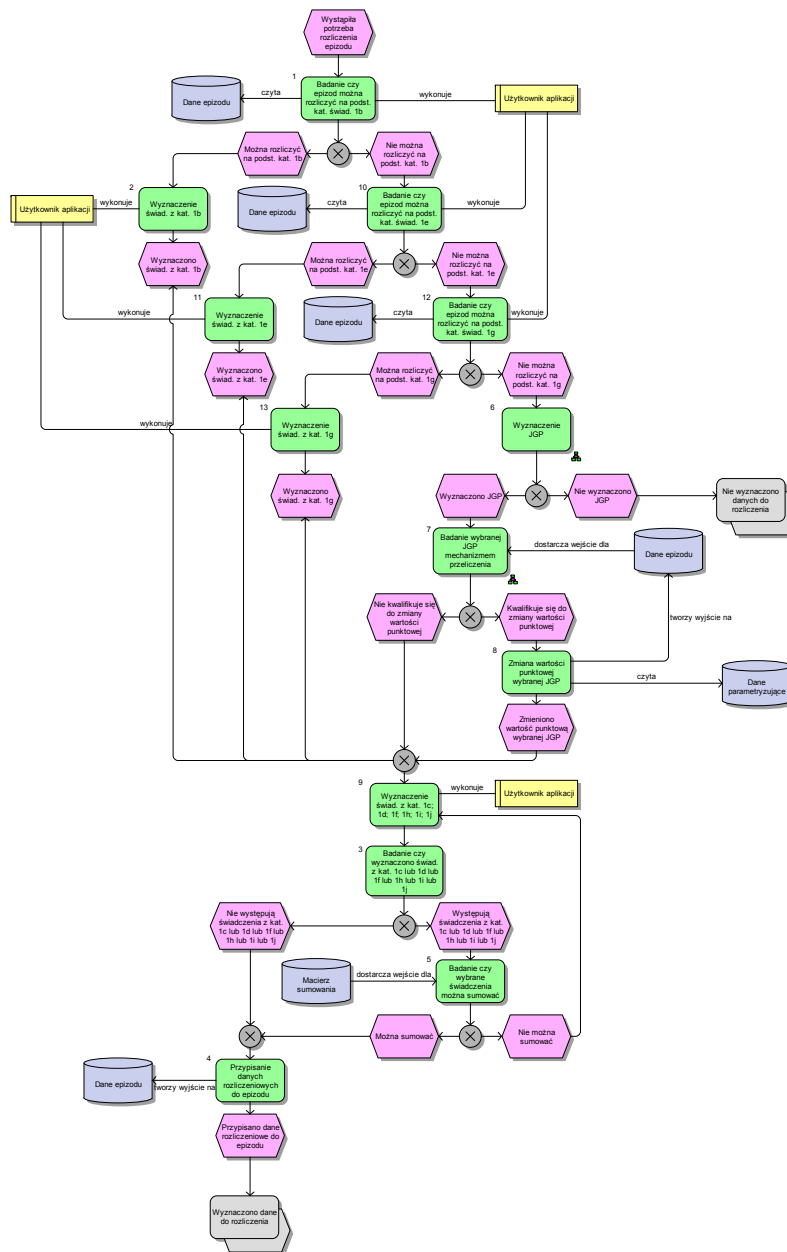 Wystąpiła
potrzeba
rozliczenia
epizodu
1
Badanie czy
epizod można
rozliczyć na podst.
kat. świad. 1b
czyta
Dane epizodu
wykonuje
Użytkownik aplikacji
Można rozliczyć
na podst. kat. 1b
Nie można
rozliczyć na
podst. kat. 1b
2
Wyznaczenie
świad. z kat. 1b
wykonuje
Użytkownik aplikacji
10
Badanie czy
epizod można
rozliczyć na podst.
kat. świad. 1e
czyta
Dane epizodu
wykonuje
Wyznaczono
świad. z kat. 1b
Można rozliczyć
na podst. kat. 1e
Nie można
rozliczyć na
podst. kat. 1e
11
Wyznaczenie
świad. z kat. 1e
wykonuje
12
Badanie czy
epizod można
rozliczyć na podst.
kat. świad. 1g
czyta
Dane epizodu
wykonuje
Wyznaczono
świad. z kat. 1e
Można rozliczyć
na podst. kat. 1g
Nie można
rozliczyć na
podst. kat. 1g
13
Wyznaczenie
świad. z kat. 1g
wykonuje
6
Wyznaczenie
JGP
Wyznaczono
świad. z kat. 1g
Wyznaczono JGP
Nie wyznaczono
JGP
Nie wyznaczono
danych do
rozliczenia
7
Badanie wybranej
JGP
mechanizmem
przeliczenia
dostarcza wejście dla
Dane epizodu
Nie kwalifikuje się
do zmiany
wartości
punktowej
Kwalifikuje się do
zmiany wartości
punktowej
tworzy wyjście na
8
Zmiana wartości
punktowej
wybranej JGP
czyta
Dane
parametryzujące
Zmieniono
wartość punktową
wybranej JGP
9
Wyznaczenie
świad. z kat. 1c;
1d; 1f; 1h; 1i; 1j
wykonuje
Użytkownik aplikacji
3
Badanie czy
wyznaczono świad.
z kat. 1c lub 1d lub
1f lub 1h lub 1i lub
1j
Nie występują
świadczenia z kat.
1c lub 1d lub 1f lub
1h lub 1i lub 1j
Występują
świadczenia z kat.
1c lub 1d lub 1f lub
1h lub 1i lub 1j
5
Badanie czy
wybrane
świadczenia
można sumować
dostarcza wejście dla
Macierz
sumowania
Można sumować
Nie można
sumować
4
Przypisanie
danych
rozliczeniowych
do epizodu
tworzy wyjście na
Dane epizodu
Przypisano dane
rozliczeniowe do
epizodu
Wyznaczono dane
do rozliczenia